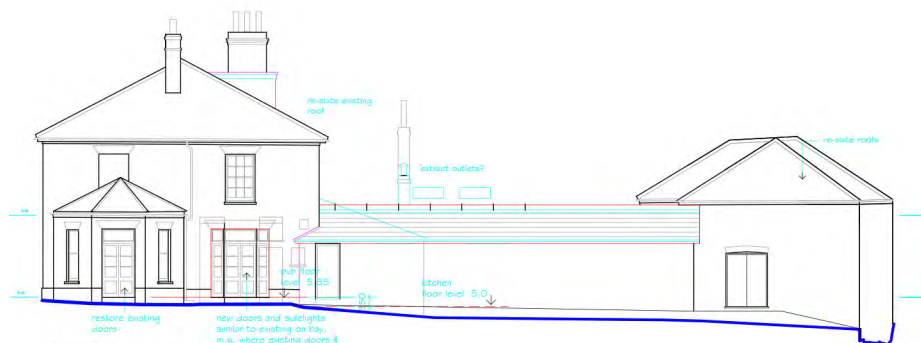 re-slate existing
roof
extract outlets?
re-slate roofs
pub floor
level 5.35
kitchen
floor level 5.0
restore existing
doors
new doors and sidelights
similar to existing on bay.
m.s. where existing doors &